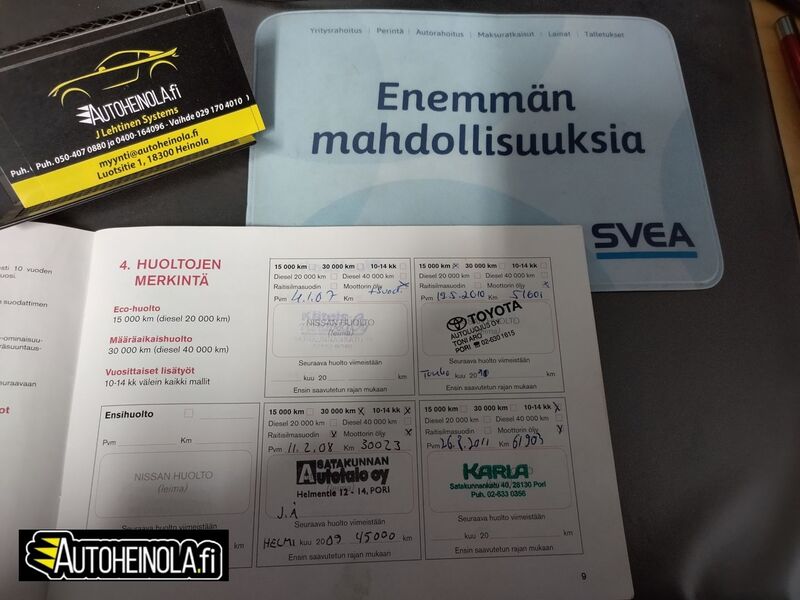 AUTOHEINOLA.fi
J Lehtinen Systems
Puh. 050-407 0880 ja 0400-164096 - Vaihde 029 170 4010
myynti@autoheinola.fi
Luotsitie 1, 18300 Heinola
Yritysrahoitus | Perintä | Autorahoitus | Maksuratkaisut | Lainat | Talletukset
Enemmän
mahdollisuuksia
SVEA
4. HUOLTOJEN
MERKINTÄ
Eco-huolto
15 000 km (diesel 20 000 km)
Määräaikaishuolto
30 000 km (diesel 40 000 km)
Vuosittaiset lisätyöt
10-14 kk välein kaikki mallit
15 000 km 30 000 km 10-14 kk
Diesel 20 000 km Diesel 40 000 km
Raitisilmasuodin Moottorin öljy x
Pvm 4.1.07 Km
NISSAN HUOLTO
(leima)
Seuraava huolto viimeistään
kuu 20 km
Ensin saavutetun rajan mukaan
15 000 km x 30 000 km 10-14 kk
Diesel 20 000 km Diesel 40 000 km
Raitisilmasuodin Moottorin öljy x
Pvm 19.5.2010 Km
TOYOTA
AUTOLUOJUS OY
TONI ARO
PORI ☎ 02-630 1615
Seuraava huolto viimeistään
kuu 20 km
Ensin saavutetun rajan mukaan
Ensihuolto
Pvm Km
NISSAN HUOLTO
(leima)
15 000 km 30 000 km x 10-14 kk x
Diesel 20 000 km Diesel 40 000 km
Raitisilmasuodin x Moottorin öljy x
Pvm 11.2.08 Km 30023
SATAKUNNAN
Autotalo oy
Helmentie 12 - 14, PORI
J.Ä
Seuraava huolto viimeistään
HELMI kuu 2009 45000 km
Ensin saavutetun rajan mukaan
15 000 km 30 000 km 10-14 kk x
Diesel 20 000 km Diesel 40 000 km
Raitisilmasuodin Moottorin öljy x
Pvm 26.8.2011 Km 61903
KARLA
Satakunnankatu 40, 28130 Pori
Puh. 02-633 0356
Seuraava huolto viimeistään
kuu 20 km
Ensin saavutetun rajan mukaan
9
AUTOHEINOLA.fi